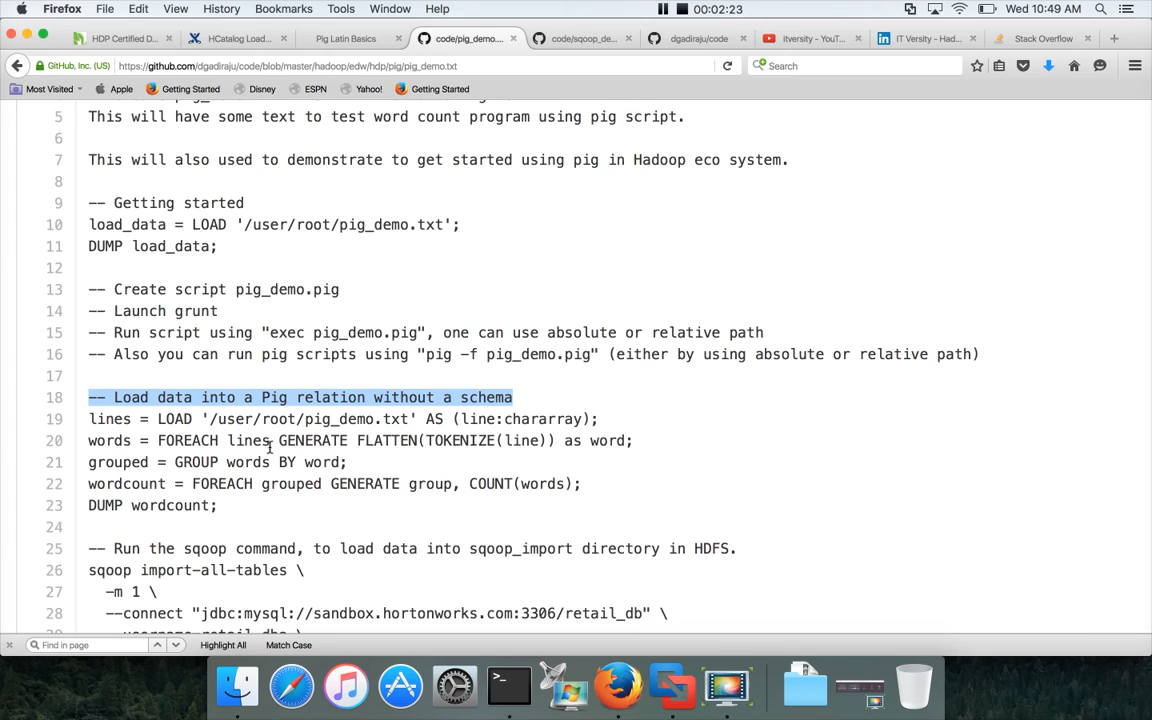 Firefox File Edit View History Bookmarks Tools Window Help 00:02:23 Wed 10:49 AM
HDP Certified D... HCatalog Load... Pig Latin Basics code/pig_demo.... code/sqoop_de... dgadiraju/code itversity - YouT... IT Versity - Had... Stack Overflow
GitHub, Inc. (US) https://github.com/dgadiraju/code/blob/master/hadoop/edw/hdp/pig/pig_demo.txt Search
Most Visited Apple Getting Started Disney ESPN Yahoo! Getting Started
5 This will have some text to test word count program using pig script.
6
7 This will also used to demonstrate to get started using pig in Hadoop eco system.
8
9 -- Getting started
10 load_data = LOAD '/user/root/pig_demo.txt';
11 DUMP load_data;
12
13 -- Create script pig_demo.pig
14 -- Launch grunt
15 -- Run script using "exec pig_demo.pig", one can use absolute or relative path
16 -- Also you can run pig scripts using "pig -f pig_demo.pig" (either by using absolute or relative path)
17
18 -- Load data into a Pig relation without a schema
19 lines = LOAD '/user/root/pig_demo.txt' AS (line:chararray);
20 words = FOREACH lines GENERATE FLATTEN(TOKENIZE(line)) as word;
21 grouped = GROUP words BY word;
22 wordcount = FOREACH grouped GENERATE group, COUNT(words);
23 DUMP wordcount;
24
25 -- Run the sqoop command, to load data into sqoop_import directory in HDFS.
26 sqoop import-all-tables \
27 -m 1 \
28 --connect "jdbc:mysql://sandbox.hortonworks.com:3306/retail_db" \
Find in page Highlight All Match Case